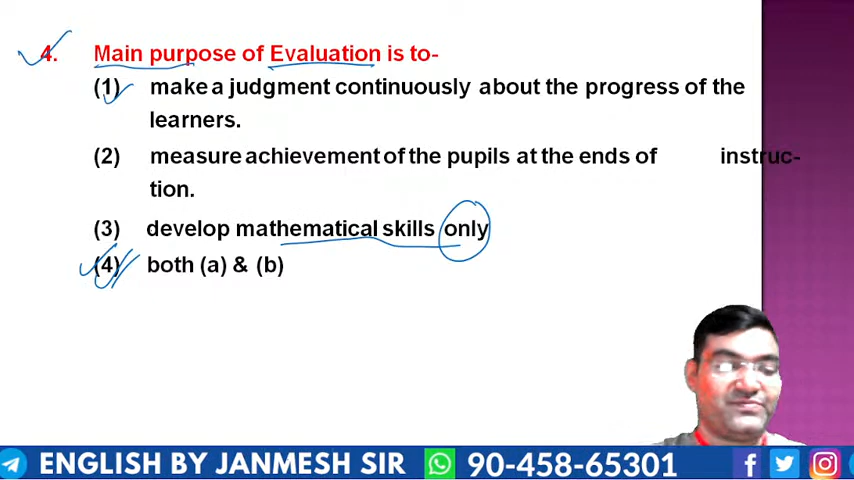 4. Main purpose of Evaluation is to-
(1) make a judgment continuously about the progress of the
learners.
(2) measure achievement of the pupils at the ends of instruc-
tion.
(3) develop mathematical skills only
(4) both (a) & (b)
ENGLISH BY JANMESH SIR 90-458-65301